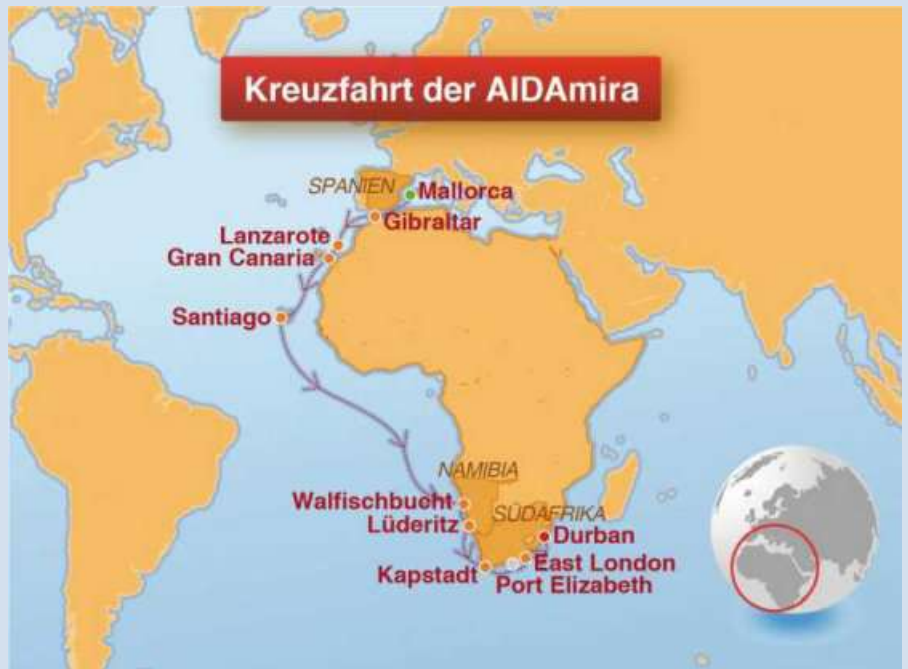 Kreuzfahrt der AIDAmira
SPANIEN
Mallorca
Gibraltar
Lanzarote
Gran Canaria
Santiago
NAMIBIA
Walfischbucht
SÜDAFRIKA
Lüderitz
Durban
East London
Kapstadt
Port Elizabeth